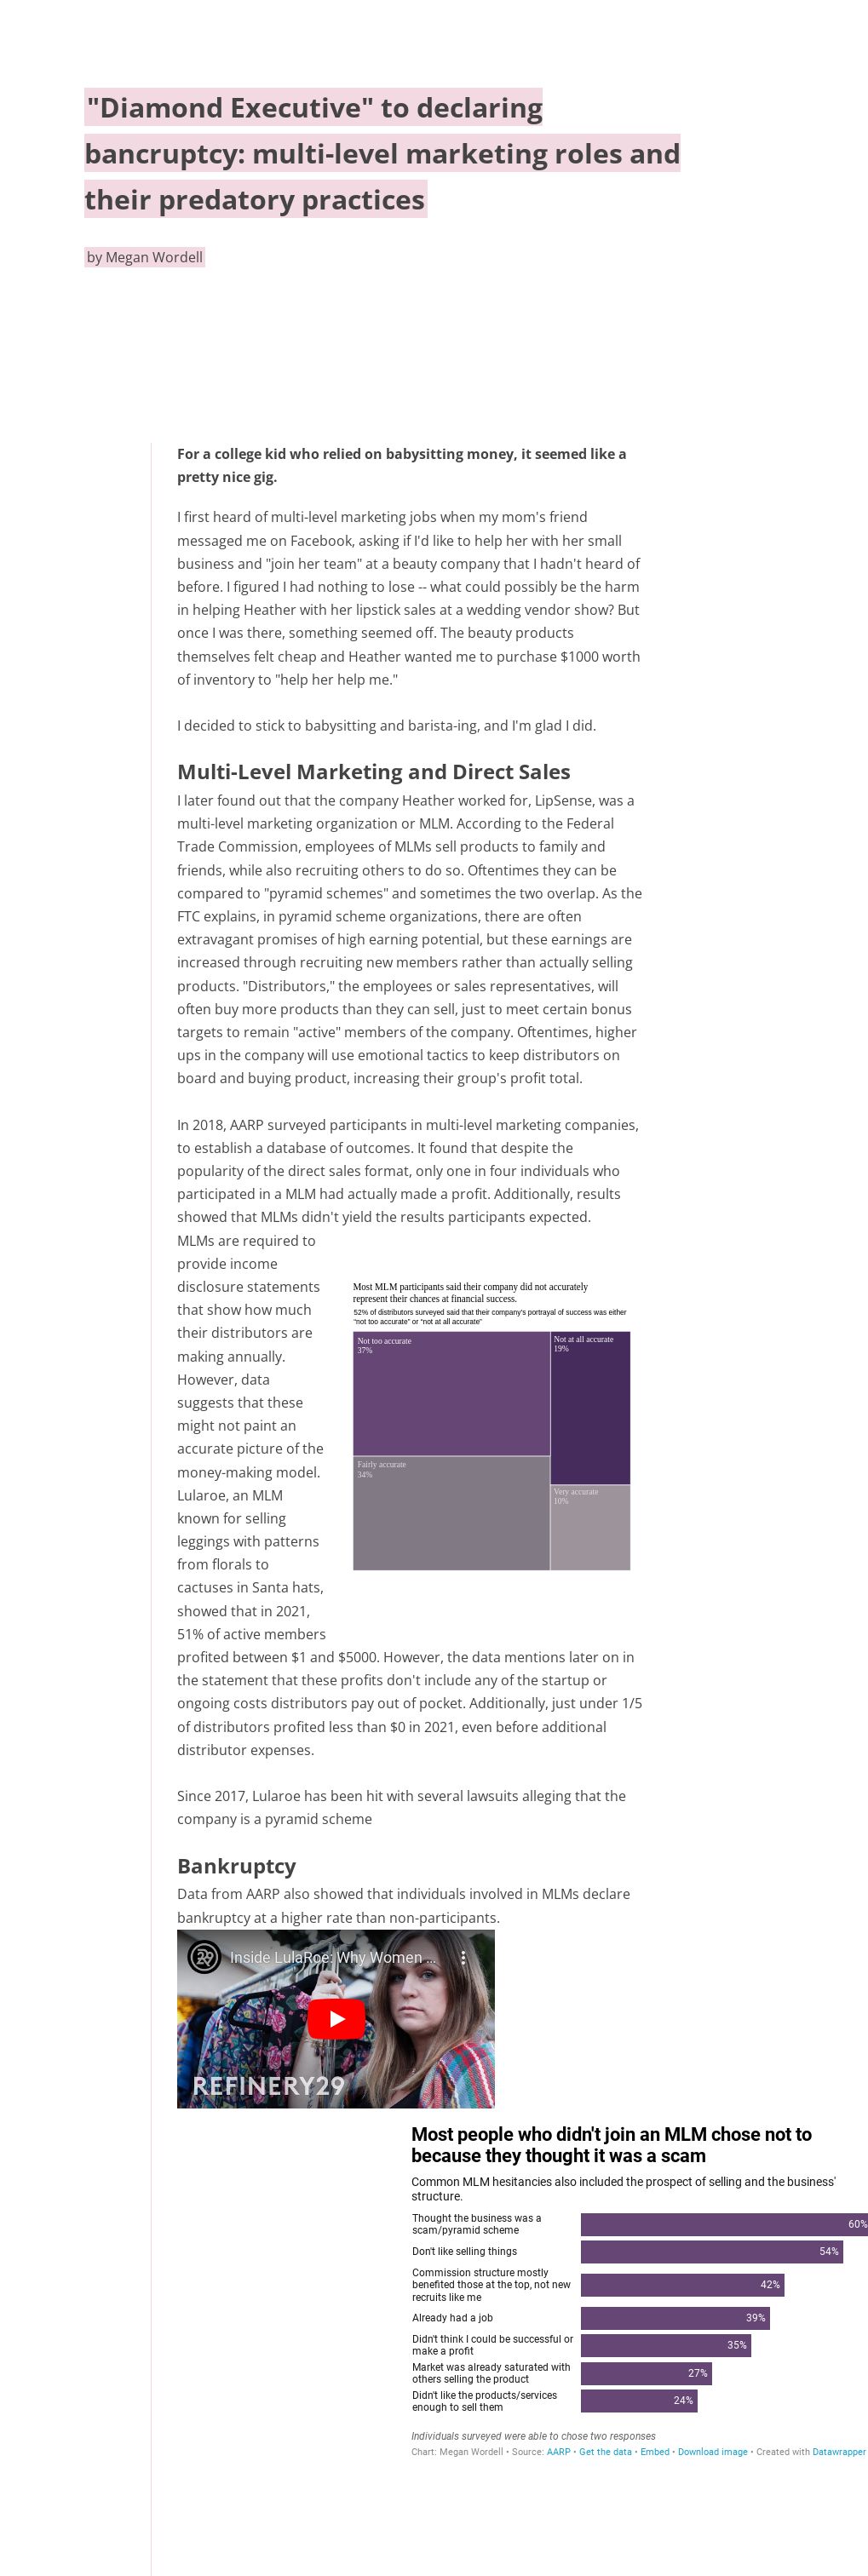 "Diamond Executive" to declaring
bancruptcy: multi-level marketing roles and
their predatory practices
by Megan Wordell
For a college kid who relied on babysitting money, it seemed like a
pretty nice gig.
I first heard of multi-level marketing jobs when my mom's friend
messaged me on Facebook, asking if I'd like to help her with her small
business and "join her team" at a beauty company that I hadn't heard of
before. I figured I had nothing to lose -- what could possibly be the harm
in helping Heather with her lipstick sales at a wedding vendor show? But
once I was there, something seemed off. The beauty products
themselves felt cheap and Heather wanted me to purchase $1000 worth
of inventory to "help her help me."
I decided to stick to babysitting and barista-ing, and I'm glad I did.
Multi-Level Marketing and Direct Sales
I later found out that the company Heather worked for, LipSense, was a
multi-level marketing organization or MLM. According to the Federal
Trade Commission, employees of MLMs sell products to family and
friends, while also recruiting others to do so. Oftentimes they can be
compared to "pyramid schemes" and sometimes the two overlap. As the
FTC explains, in pyramid scheme organizations, there are often
extravagant promises of high earning potential, but these earnings are
increased through recruiting new members rather than actually selling
products. "Distributors," the employees or sales representatives, will
often buy more products than they can sell, just to meet certain bonus
targets to remain "active" members of the company. Oftentimes, higher
ups in the company will use emotional tactics to keep distributors on
board and buying product, increasing their group's profit total.
In 2018, AARP surveyed participants in multi-level marketing companies,
to establish a database of outcomes. It found that despite the
popularity of the direct sales format, only one in four individuals who
participated in a MLM had actually made a profit. Additionally, results
showed that MLMs didn't yield the results participants expected.
MLMs are required to
provide income
disclosure statements
that show how much
their distributors are
making annually.
However, data
suggests that these
might not paint an
accurate picture of the
money-making model.
Lularoe, an MLM
known for selling
leggings with patterns
from florals to
cactuses in Santa hats,
showed that in 2021,
51% of active members
profited between $1 and $5000. However, the data mentions later on in
the statement that these profits don't include any of the startup or
ongoing costs distributors pay out of pocket. Additionally, just under 1/5
of distributors profited less than $0 in 2021, even before additional
distributor expenses.
Most MLM participants said their company did not accurately
represent their chances at financial success.
52% of distributors surveyed said that their company's portrayal of success was either
"not too accurate" or "not at all accurate"
Not too accurate
37%
Not at all accurate
19%
Fairly accurate
34%
Very accurate
10%
Since 2017, Lularoe has been hit with several lawsuits alleging that the
company is a pyramid scheme
Bankruptcy
Data from AARP also showed that individuals involved in MLMs declare
bankruptcy at a higher rate than non-participants.
29
Inside LulaRoe: Why Women ...
REFINERY29
Most people who didn't join an MLM chose not to
because they thought it was a scam
Common MLM hesitancies also included the prospect of selling and the business'
structure.
Thought the business was a
scam/pyramid scheme
60%
Don't like selling things
54%
Commission structure mostly
benefited those at the top, not new
recruits like me
42%
Already had a job
39%
Didn't think I could be successful or
make a profit
35%
Market was already saturated with
others selling the product
27%
Didn't like the products/services
enough to sell them
24%
Individuals surveyed were able to chose two responses
Chart: Megan Wordell • Source: AARP • Get the data • Embed • Download image • Created with Datawrapper